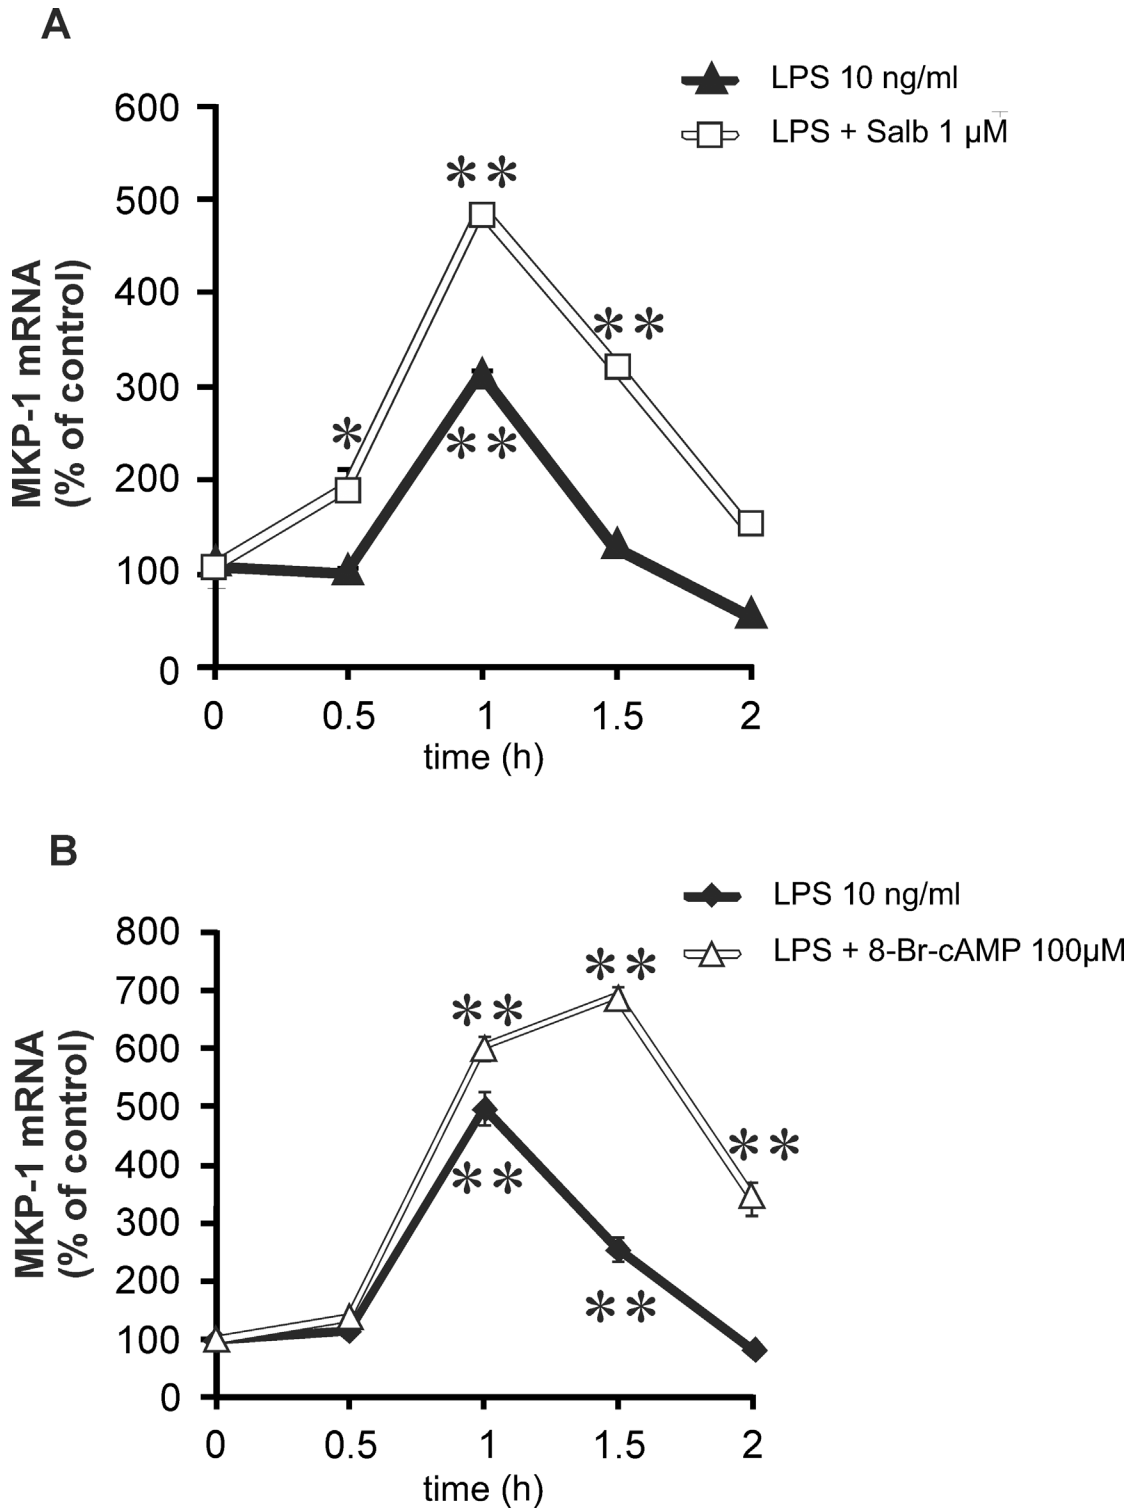 A
LPS 10 ng/ml
LPS + Salb 1 µM
600
500
400
300
200
100
0
MKP-1 mRNA
(% of control)
* *
* *
*
* *
0 0.5 1 1.5 2
time (h)
B
LPS 10 ng/ml
LPS + 8-Br-cAMP 100µM
800
700
600
500
400
300
200
100
0
MKP-1 mRNA
(% of control)
* *
* *
* *
* *
* *
0 0.5 1 1.5 2
time (h)